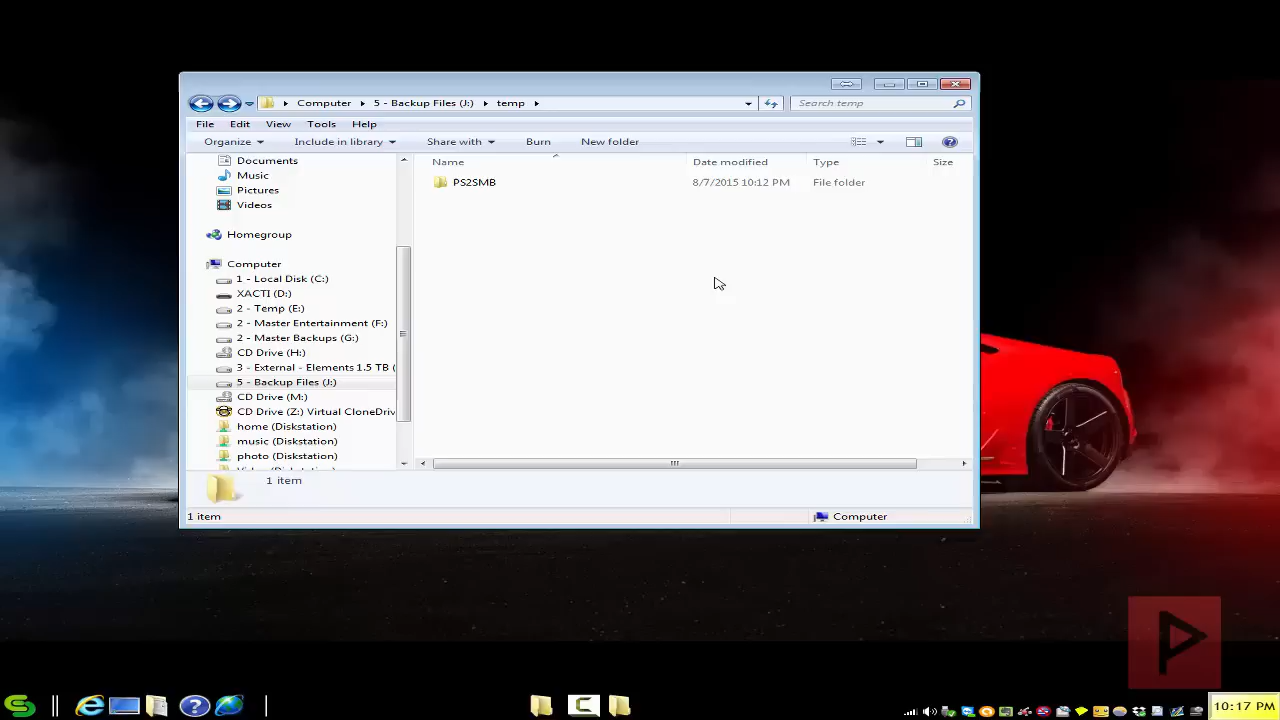 Computer ▸ 5 - Backup Files (J:) ▸ temp ▸ Search temp
File Edit View Tools Help
Organize Include in library Share with Burn New folder
Name Date modified Type Size
PS2SMB 8/7/2015 10:12 PM File folder
Documents
Music
Pictures
Videos
Homegroup
Computer
1 - Local Disk (C:)
XACTI (D:)
2 - Temp (E:)
2 - Master Entertainment (F:)
2 - Master Backups (G:)
CD Drive (H:)
3 - External - Elements 1.5 TB (
5 - Backup Files (J:)
CD Drive (M:)
CD Drive (Z:) Virtual CloneDriv
home (Diskstation)
music (Diskstation)
photo (Diskstation)
1 item
1 item Computer
10:17 PM